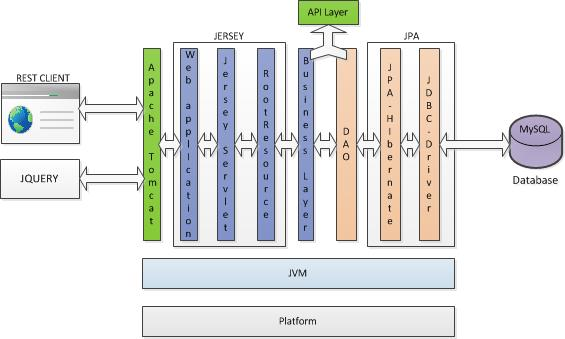 API Layer
JERSEY
JPA
REST CLIENT
JQUERY
Apache Tomcat
Web application
Jersey Servlet
RootResource
Business Layer
DAO
JPA-Hibernate
JDBC-Driver
MySQL
Database
JVM
Platform